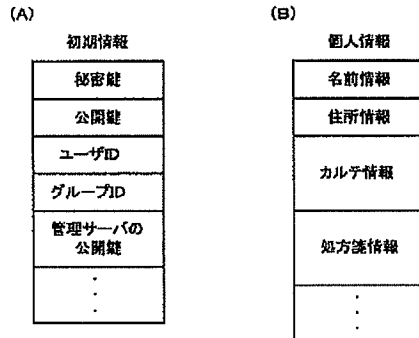 (A)
初期情報
秘密鍵
公開鍵
ユーザID
グループID
管理サーバの
公開鍵
(B)
個人情報
名前情報
住所情報
カルテ情報
処方箋情報